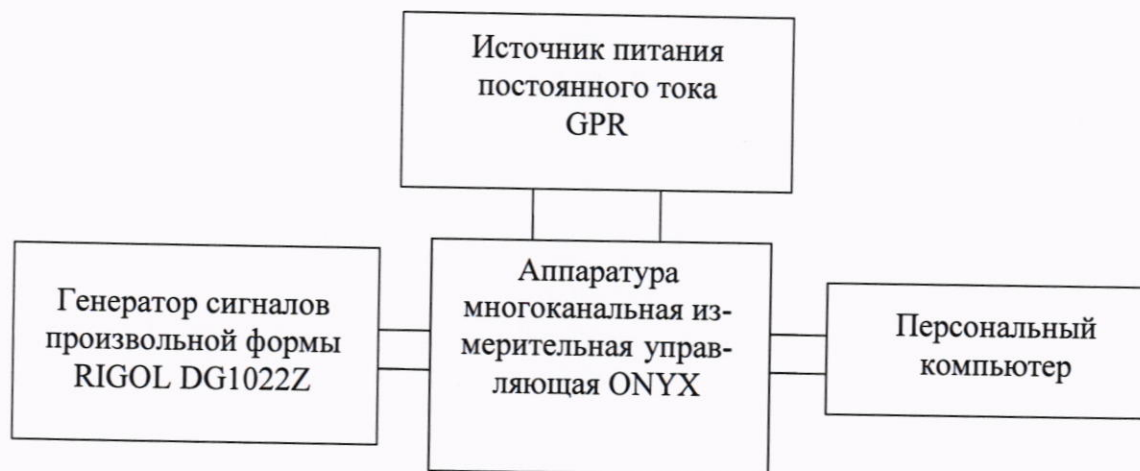 Источник питания
постоянного тока
GPR
Генератор сигналов
произвольной формы
RIGOL DG1022Z
Аппаратура
многоканальная из-
мерительная управ-
ляющая ONYX
Персональный
компьютер